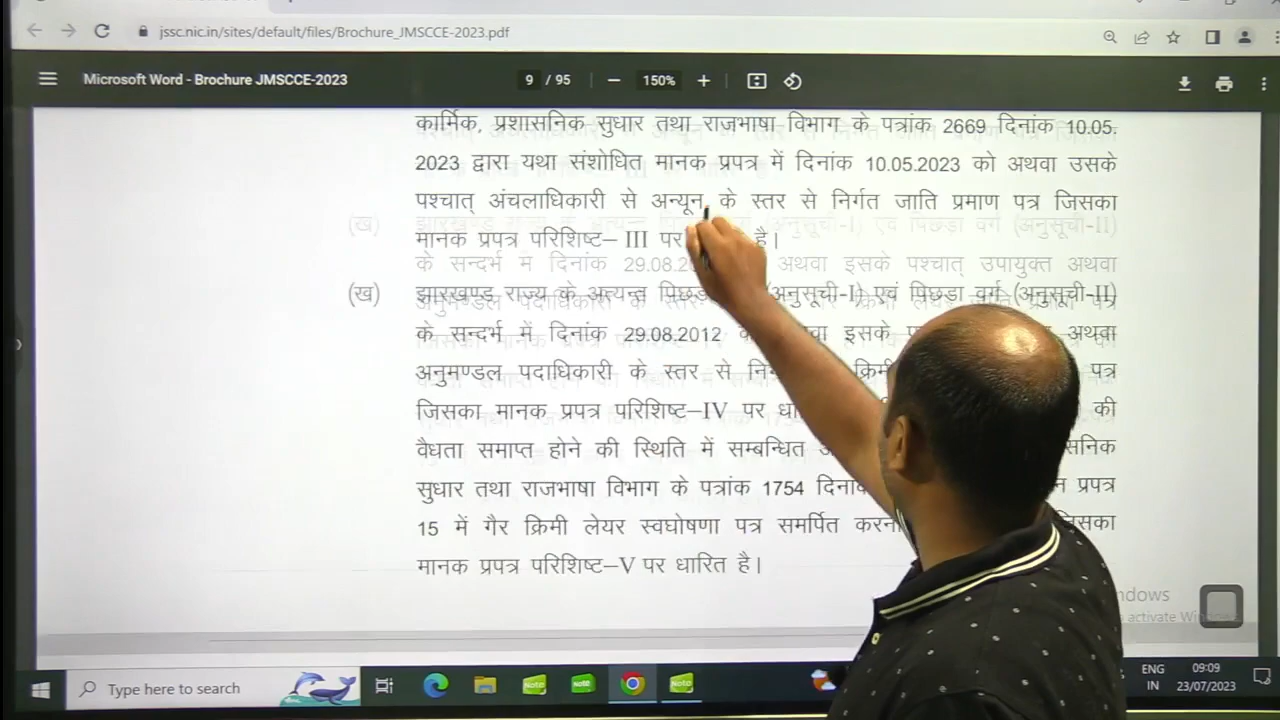 jssc.nic.in/sites/default/files/Brochure_JMSCCE-2023.pdf
Microsoft Word - Brochure JMSCCE-2023
9 / 95
150%
कार्मिक, प्रशासनिक सुधार तथा राजभाषा विभाग के पत्रांक 2669 दिनांक 10.05.
2023 द्वारा यथा संशोधित मानक प्रपत्र में दिनांक 10.05.2023 को अथवा उसके
पश्चात् अंचलाधिकारी से अन्यून के स्तर से निर्गत जाति प्रमाण पत्र जिसका
मानक प्रपत्र परिशिष्ट– III पर है।
(ख) झारखण्ड राज्य के अत्यन्त पिछड़ा (अनुसूची-I) एवं पिछड़ा वर्ग (अनुसूची-II)
के सन्दर्भ में दिनांक 29.08.2012 अथवा इसके अथवा
अनुमण्डल पदाधिकारी के स्तर से पत्र
जिसका मानक प्रपत्र परिशिष्ट–IV पर की
वैधता समाप्त होने की स्थिति में सम्बन्धित
सुधार तथा राजभाषा विभाग के पत्रांक 1754 प्रपत्र
15 में गैर क्रिमी लेयर स्वघोषणा पत्र समर्पित
मानक प्रपत्र परिशिष्ट–V पर धारित है।
Type here to search
ENG
IN
09:09
23/07/2023